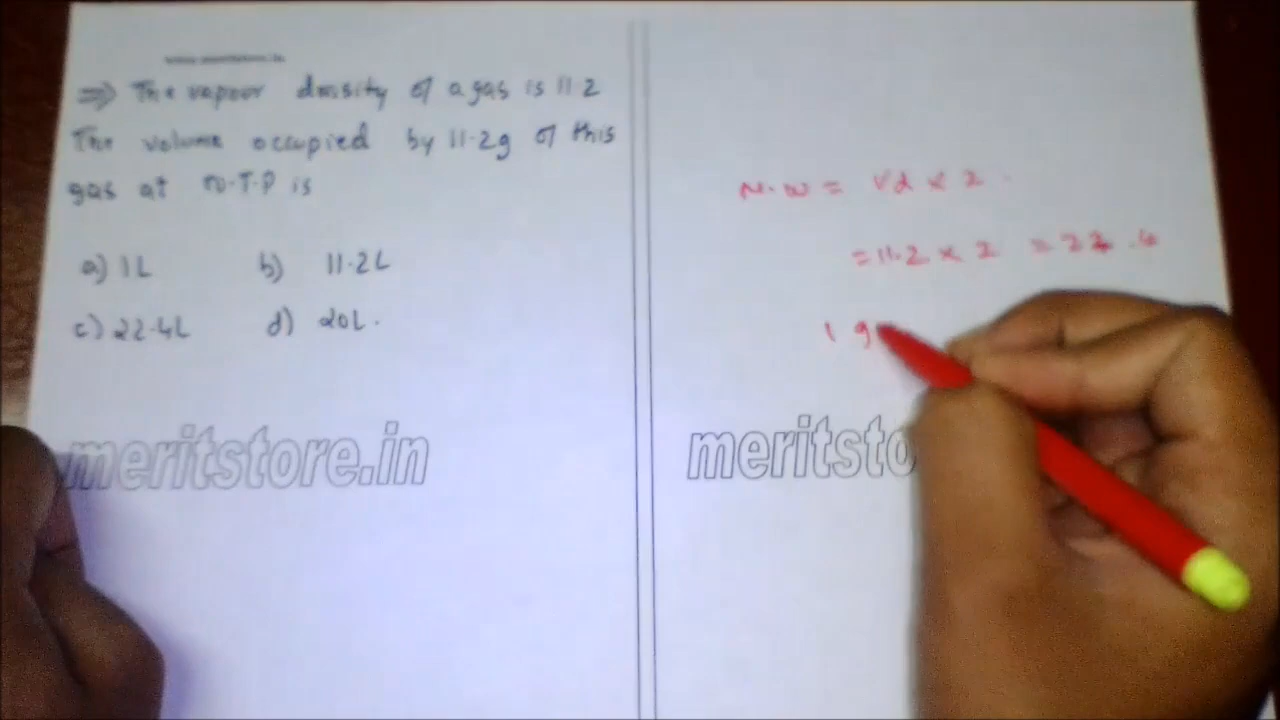 ⇒ The vapour density of a gas is 11.2
The volume occupied by 11.2g of this
gas at N.T.P is
a) 1L b) 11.2L
c) 22.4L d) 20L.
meritstore.in
M.W = Vd × 2
= 11.2 × 2 = 22.4
1 g
meritsto